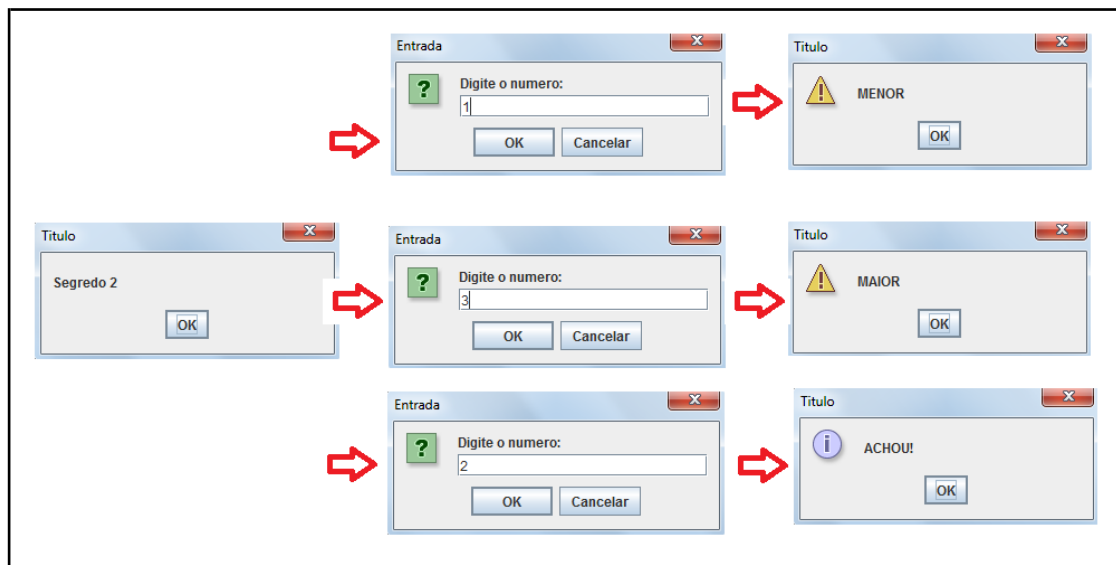 Entrada
Digite o numero:
1
OK Cancelar
Titulo
MENOR
OK
Titulo
Segredo 2
OK
Entrada
Digite o numero:
3
OK Cancelar
Titulo
MAIOR
OK
Entrada
Digite o numero:
2
OK Cancelar
Titulo
ACHOU!
OK